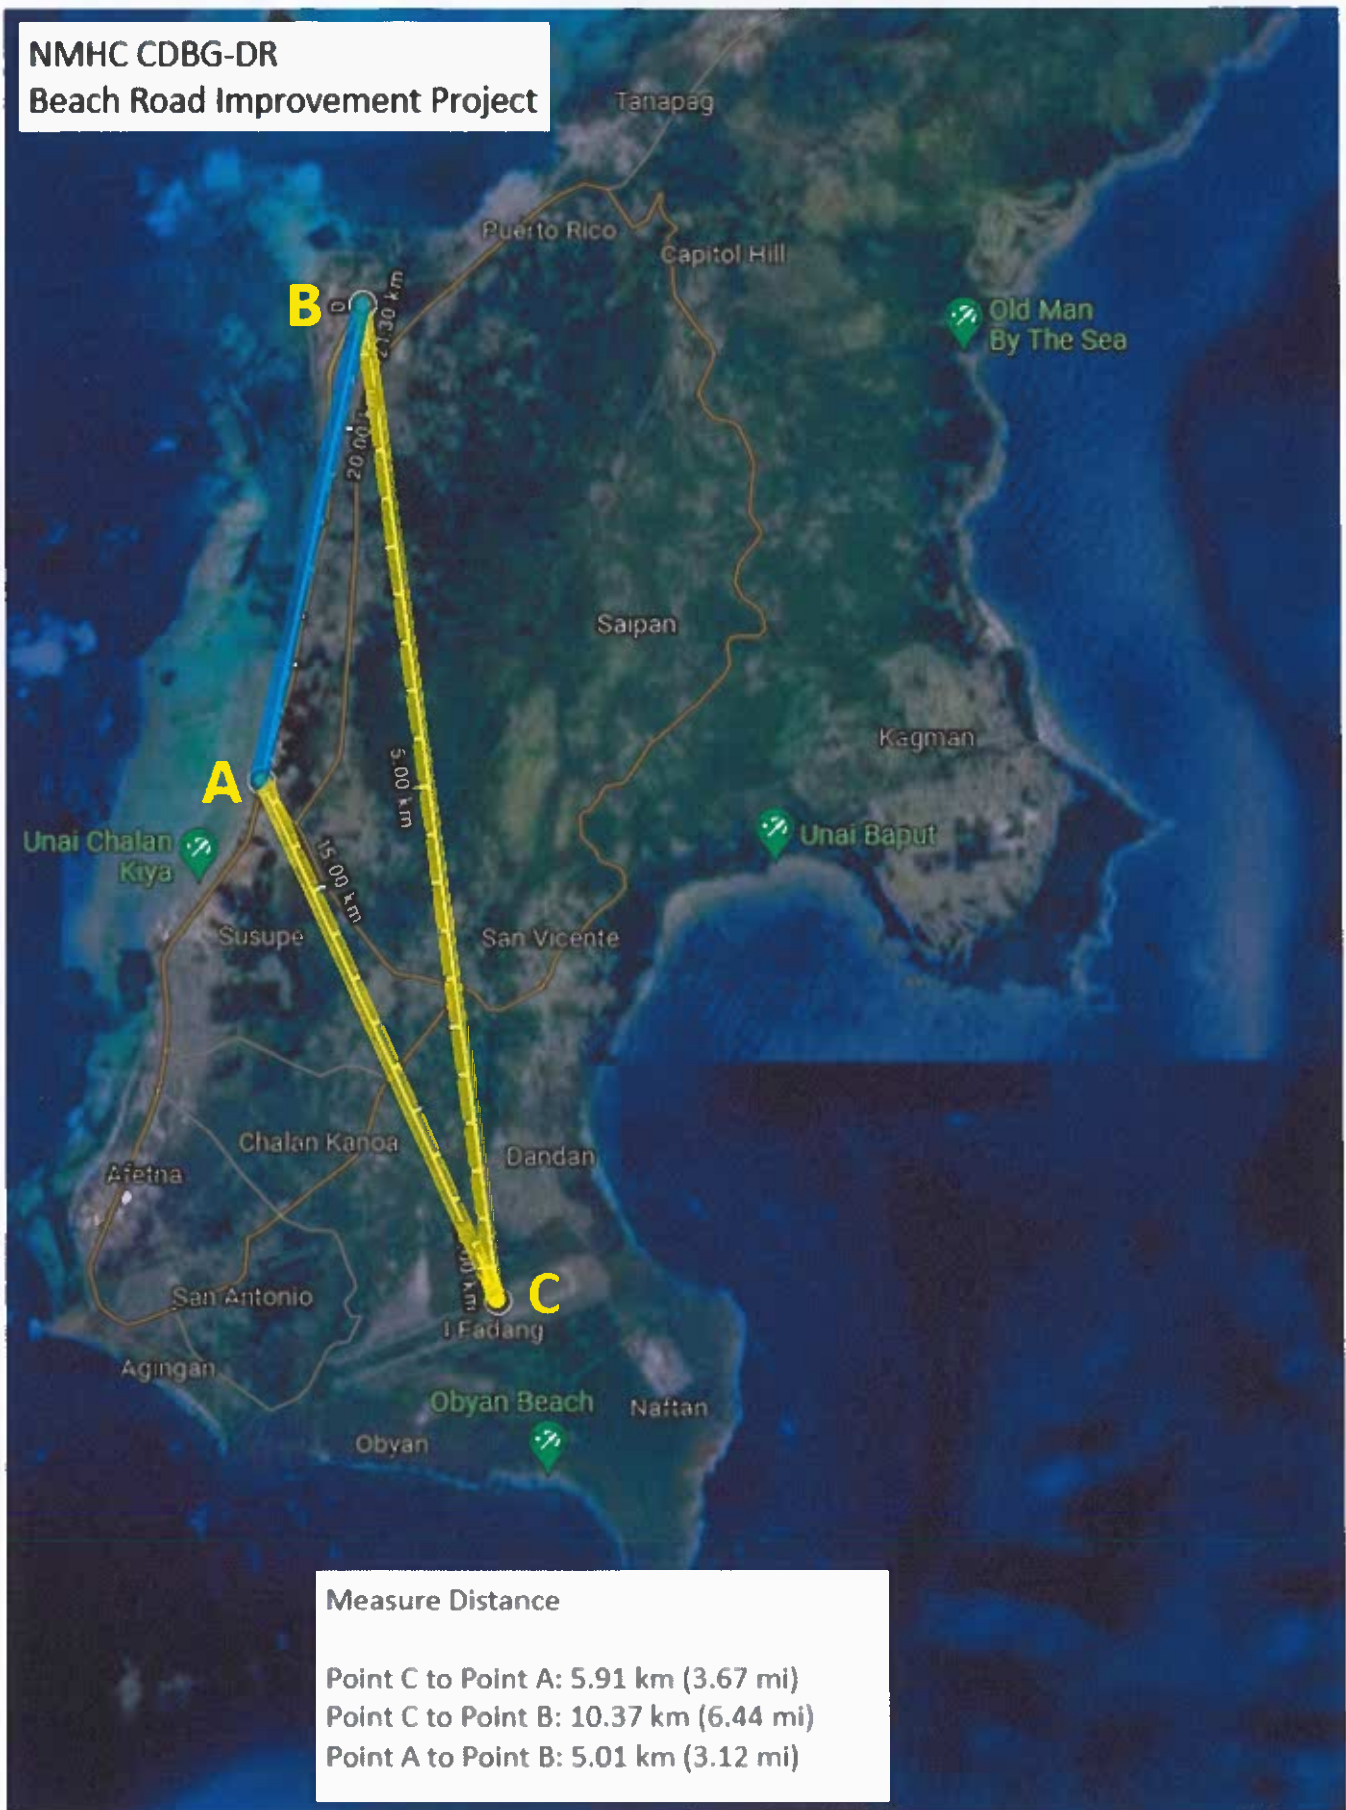 NMHC CDBG-DR
Beach Road Improvement Project
Tanapag
Puerto Rico
Capitol Hill
B
D
21.30 km
Old Man
By The Sea
20.00
Saipan
Kagman
5.00 km
A
Unai Chalan
Kiya
Unai Baput
15.00 km
Susupe
San Vicente
Chalan Kanoa
Dandan
Afetna
San Antonio
km
C
I Fadang
Agingan
Obyan Beach
Naftan
Obyan
Measure Distance
Point C to Point A: 5.91 km (3.67 mi)
Point C to Point B: 10.37 km (6.44 mi)
Point A to Point B: 5.01 km (3.12 mi)